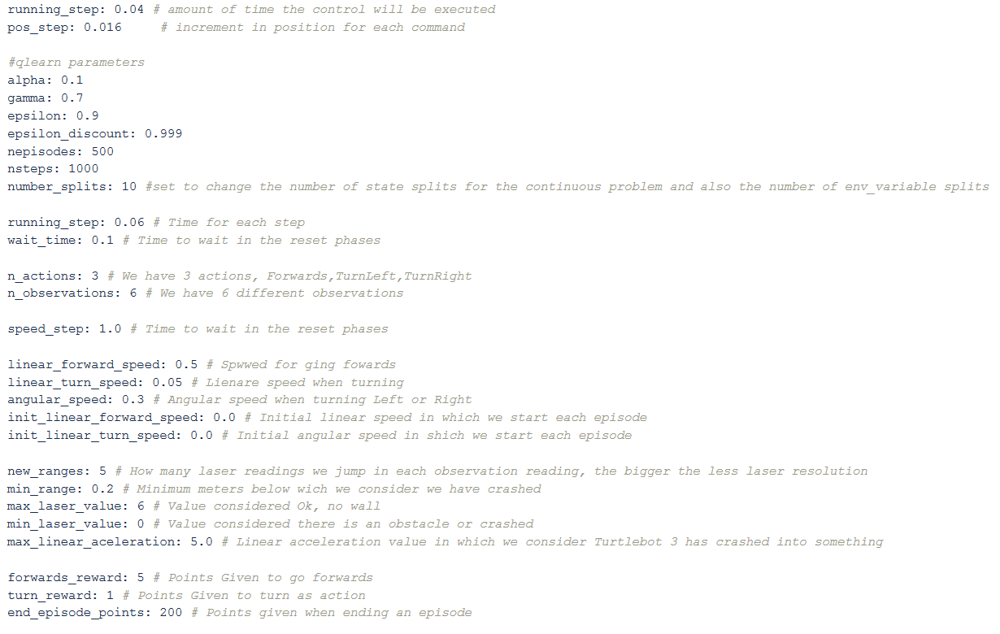 running_step: 0.04 # amount of time the control will be executed
pos_step: 0.016     # increment in position for each command
#qlearn parameters
alpha: 0.1
gamma: 0.7
epsilon: 0.9
epsilon_discount: 0.999
nepisodes: 500
nsteps: 1000
number_splits: 10 #set to change the number of state splits for the continuous problem and also the number of env_variable splits
running_step: 0.06 # Time for each step
wait_time: 0.1 # Time to wait in the reset phases
n_actions: 3 # We have 3 actions, Forwards,TurnLeft,TurnRight
n_observations: 6 # We have 6 different observations
speed_step: 1.0 # Time to wait in the reset phases
linear_forward_speed: 0.5 # Spwwed for ging fowards
linear_turn_speed: 0.05 # Lienare speed when turning
angular_speed: 0.3 # Angular speed when turning Left or Right
init_linear_forward_speed: 0.0 # Initial linear speed in which we start each episode
init_linear_turn_speed: 0.0 # Initial angular speed in shich we start each episode
new_ranges: 5 # How many laser readings we jump in each observation reading, the bigger the less laser resolution
min_range: 0.2 # Minimum meters below wich we consider we have crashed
max_laser_value: 6 # Value considered Ok, no wall
min_laser_value: 0 # Value considered there is an obstacle or crashed
max_linear_aceleration: 5.0 # Linear acceleration value in which we consider Turtlebot 3 has crashed into something
forwards_reward: 5 # Points Given to go forwards
turn_reward: 1 # Points Given to turn as action
end_episode_points: 200 # Points given when ending an episode